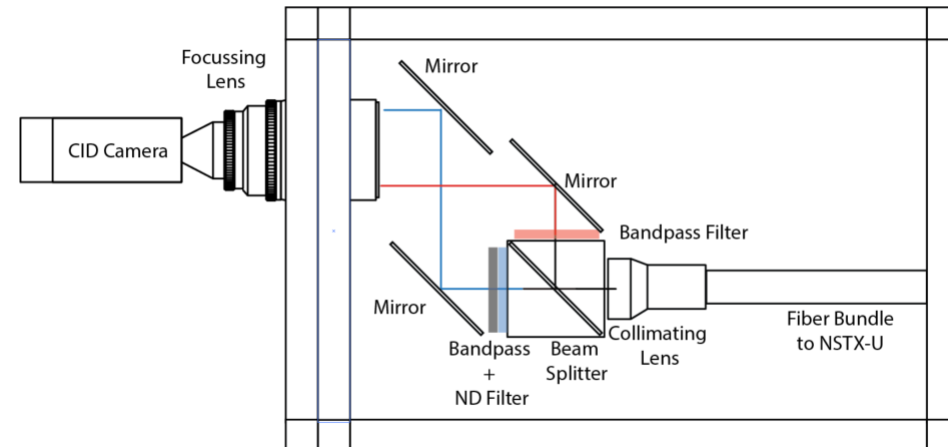 Focussing
Lens
Mirror
CID Camera
Mirror
Bandpass Filter
Mirror
Fiber Bundle
to NSTX-U
Collimating
Lens
Bandpass
+
ND Filter
Beam
Splitter